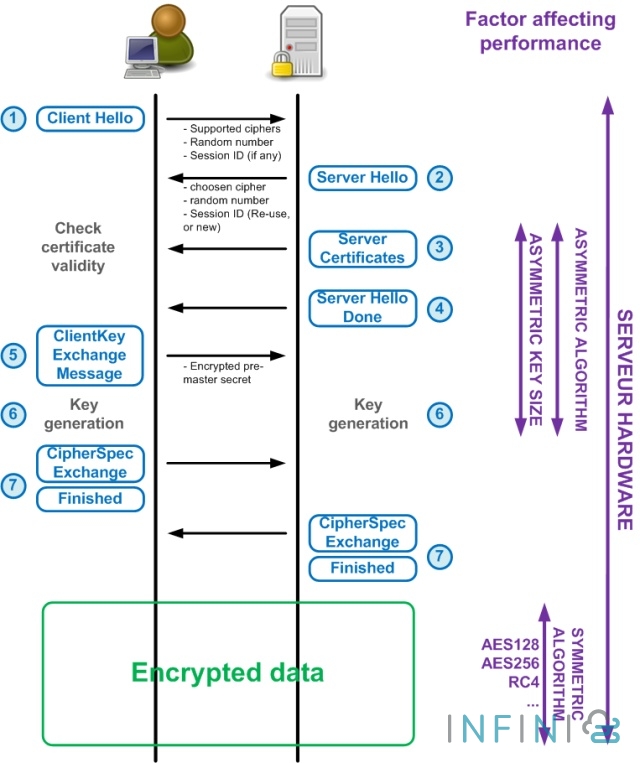 Factor affecting
performance
1
Client Hello
- Supported ciphers
- Random number
- Session ID (if any)
Server Hello
2
- choosen cipher
- random number
- Session ID (Re-use,
or new)
Check
certificate
validity
Server
Certificates
3
Server Hello
Done
4
5
ClientKey
Exchange
Message
- Encrypted pre-
master secret
6
Key
generation
Key
generation
6
7
CipherSpec
Exchange
Finished
CipherSpec
Exchange
Finished
7
Encrypted data
ASYMMETRIC KEY SIZE
ASYMMETRIC ALGORITHM
SERVEUR HARDWARE
AES128
AES256
RC4
...
SYMMETRIC
ALGORITHM
INFINI